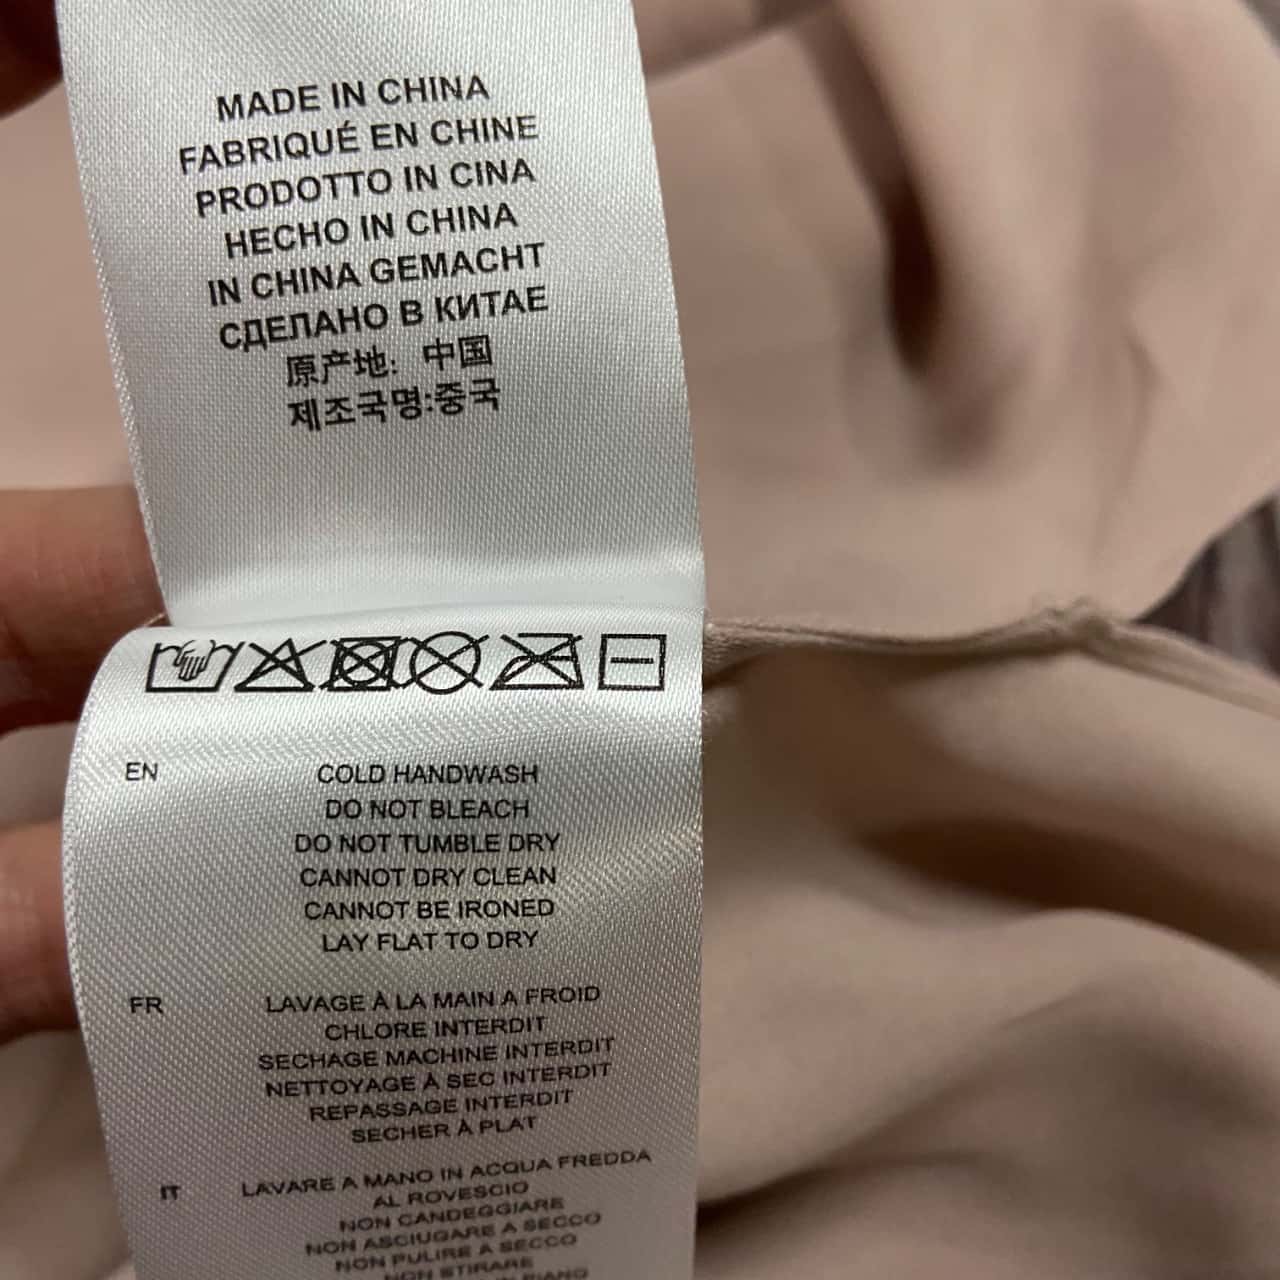 MADE IN CHINA
FABRIQUÉ EN CHINE
PRODOTTO IN CINA
HECHO IN CHINA
IN CHINA GEMACHT
СДЕЛАНО В КИТАЕ
原产地: 中国
제조국명:중국
EN
COLD HANDWASH
DO NOT BLEACH
DO NOT TUMBLE DRY
CANNOT DRY CLEAN
CANNOT BE IRONED
LAY FLAT TO DRY
FR
LAVAGE À LA MAIN A FROID
CHLORE INTERDIT
SECHAGE MACHINE INTERDIT
NETTOYAGE À SEC INTERDIT
REPASSAGE INTERDIT
SECHER À PLAT
IT
LAVARE A MANO IN ACQUA FREDDA
AL ROVESCIO
NON CANDEGGIARE
NON ASCIUGARE A SECCO
NON PULIRE A SECCO
NON STIRARE
IN PIANO